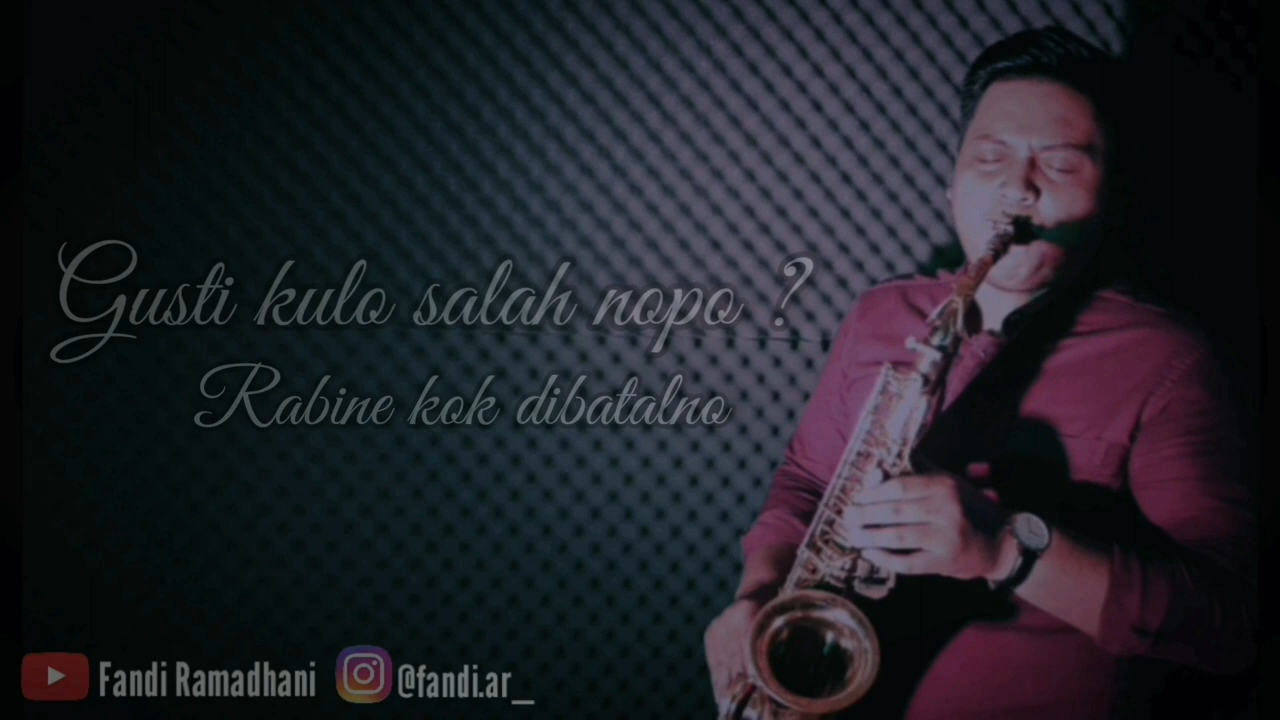 Gusti kulo salah nopo ?
Rabine kok dibatalno
Fandi Ramadhani @fandi.ar_